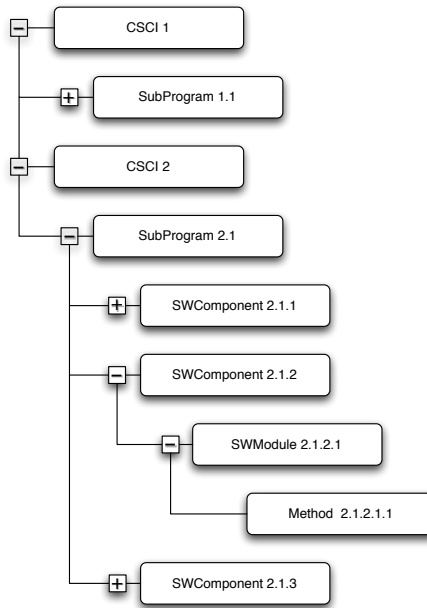 CSCI 1
SubProgram 1.1
CSCI 2
SubProgram 2.1
SWComponent 2.1.1
SWComponent 2.1.2
SWModule 2.1.2.1
Method 2.1.2.1.1
SWComponent 2.1.3